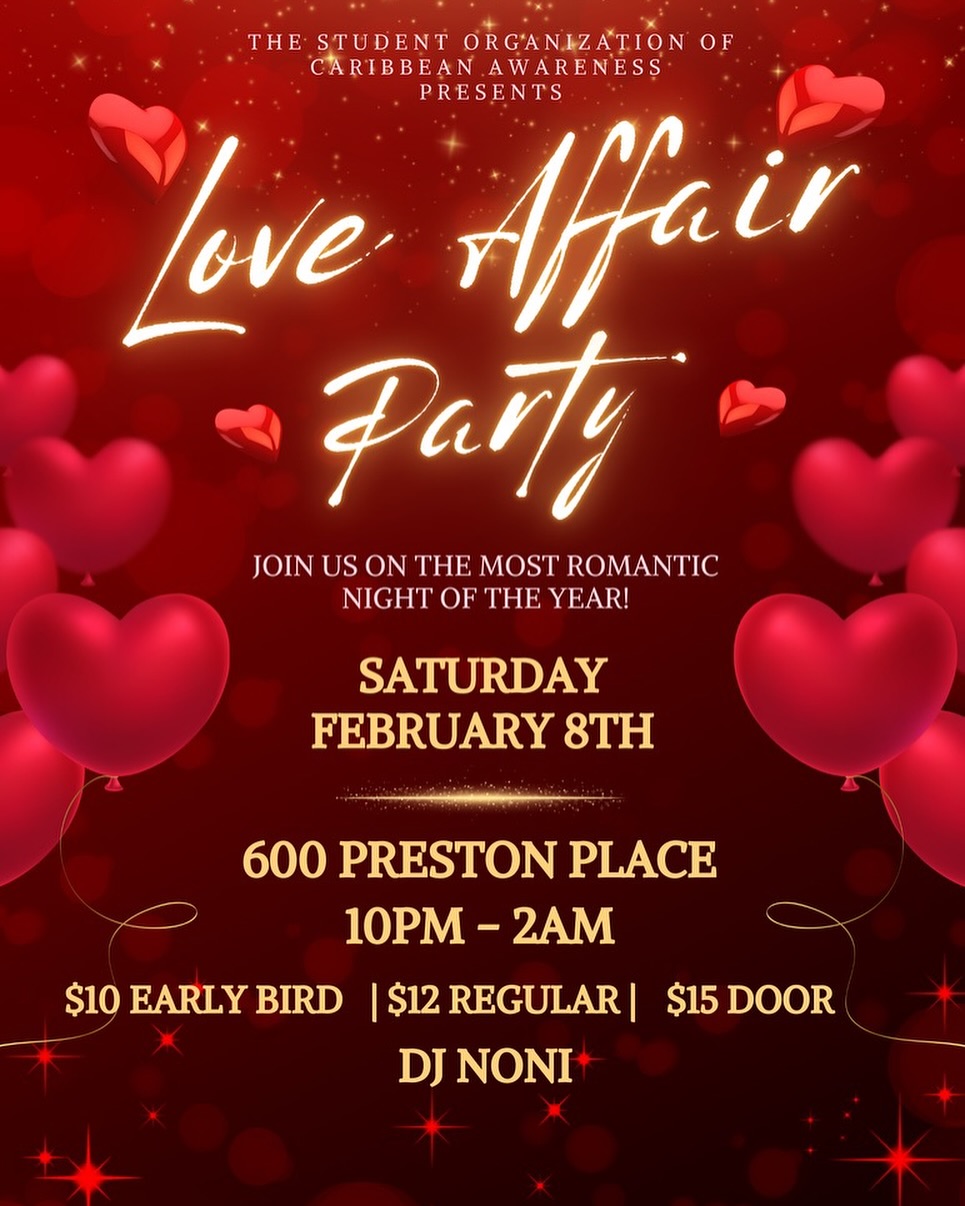 THE STUDENT ORGANIZATION OF
CARIBBEAN AWARENESS
PRESENTS
Love Affair
Party
JOIN US ON THE MOST ROMANTIC
NIGHT OF THE YEAR!
SATURDAY
FEBRUARY 8TH
600 PRESTON PLACE
10PM – 2AM
$10 EARLY BIRD | $12 REGULAR | $15 DOOR
DJ NONI